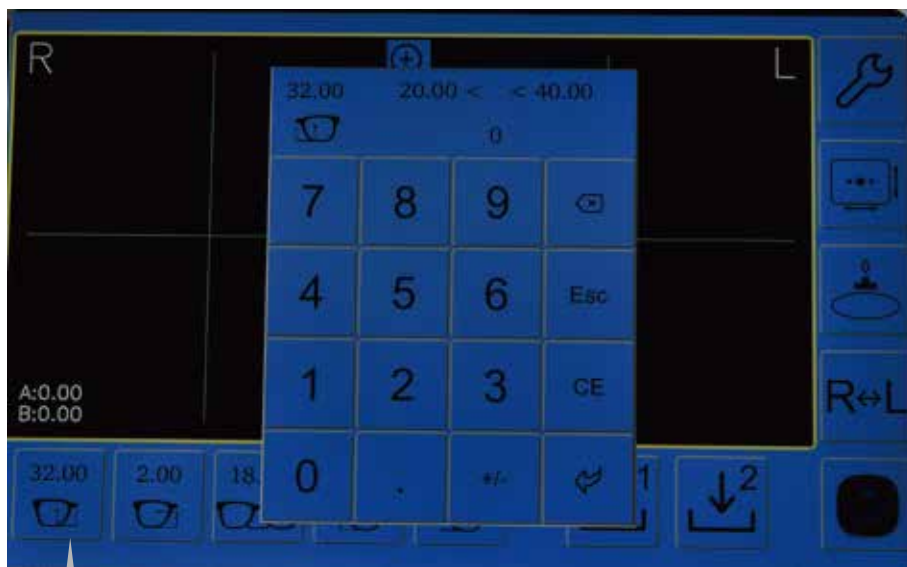 R
L
32.00 20.00 < < 40.00
0
7 8 9
4 5 6 Esc
1 2 3 CE
0 . +/-
A:0.00
B:0.00
R⇔L
32.00 2.00 18.
1
2